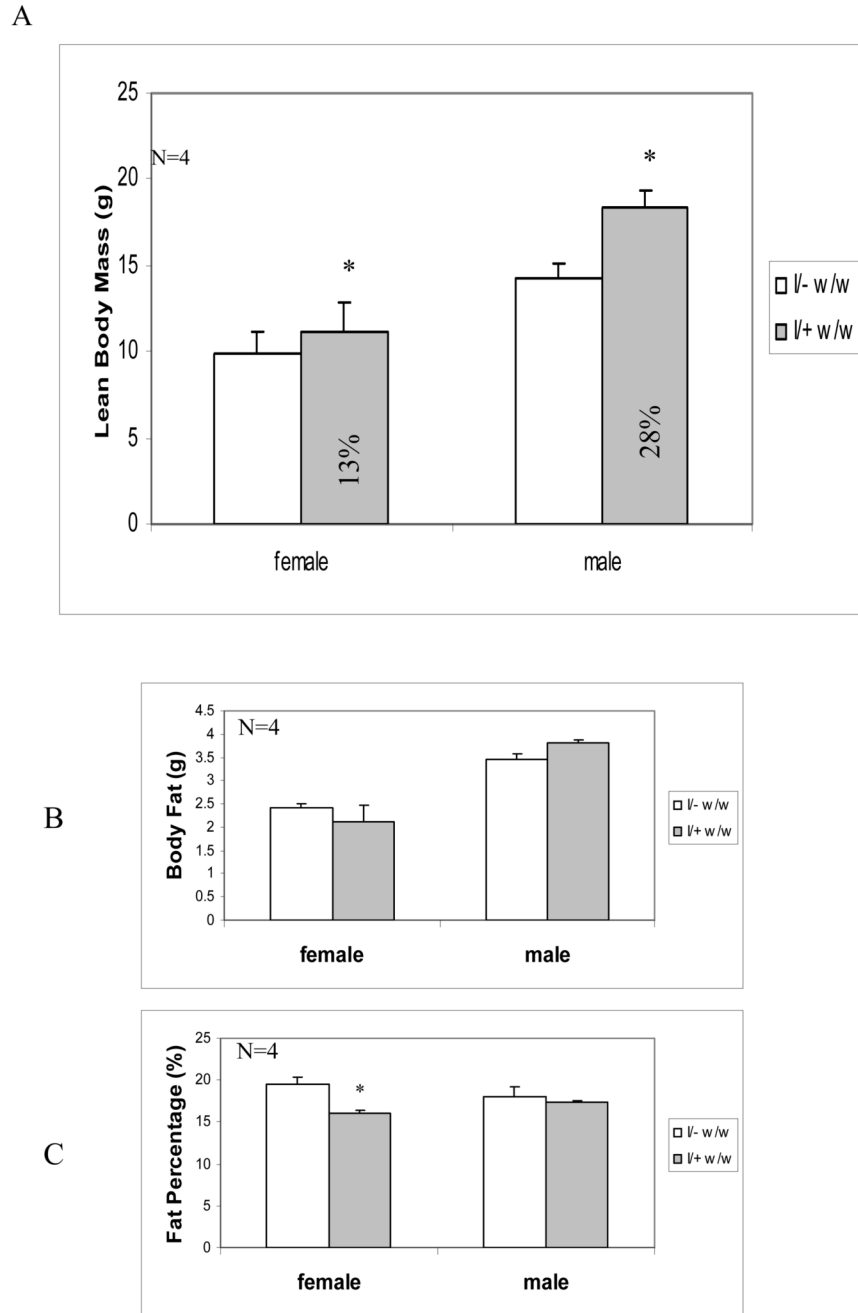 A
25
20
15
10
5
0
Lean Body Mass (g)
N=4
*
*
13%
28%
female
male
l/- w/w
l/+ w/w
B
4.5
4
3.5
3
2.5
2
1.5
1
0.5
0
Body Fat (g)
N=4
female
male
l/- w/w
l/+ w/w
C
25
20
15
10
5
0
Fat Percentage (%)
N=4
*
female
male
l/- w/w
l/+ w/w